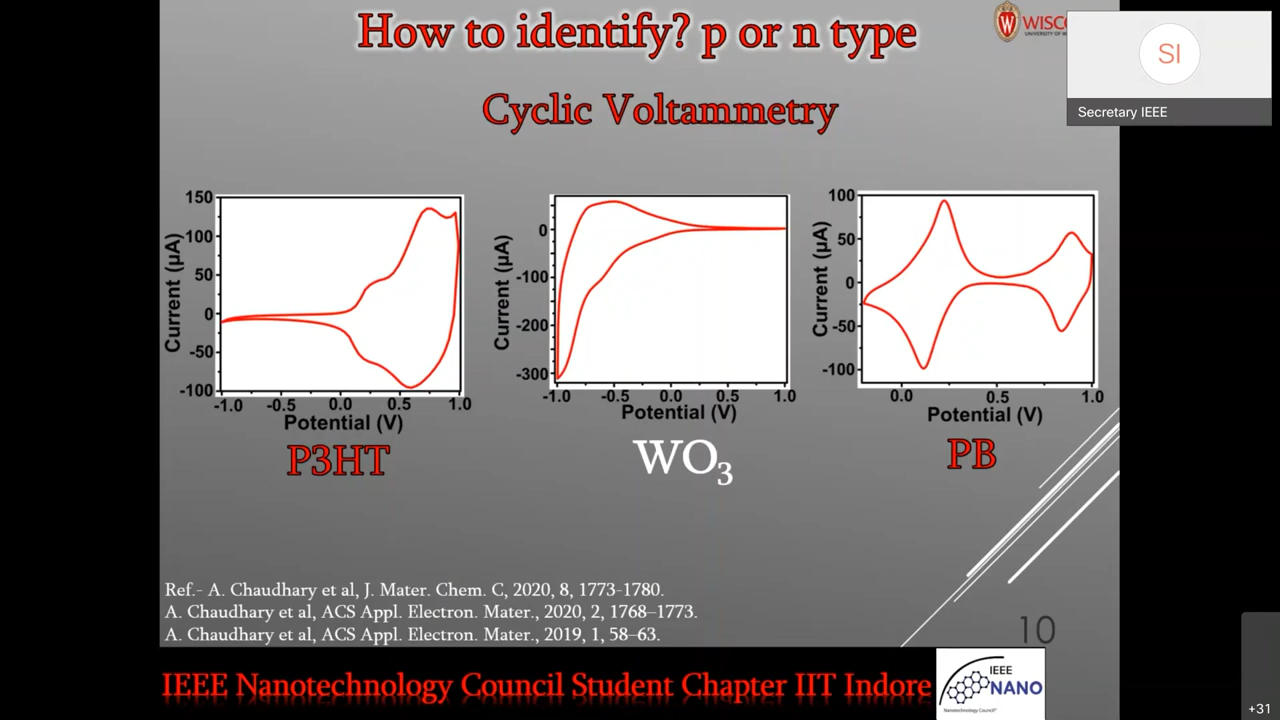 How to identify? p or n type
WISC
UNIVERSITY OF W
SI
Secretary IEEE
Cyclic Voltammetry
150
100
50
0
-50
-100
Current (µA)
-1.0 -0.5 0.0 0.5 1.0
Potential (V)
P3HT
0
-100
-200
-300
Current (µA)
-1.0 -0.5 0.0 0.5 1.0
Potential (V)
WO₃
100
50
0
-50
-100
Current (µA)
0.0 0.5 1.0
Potential (V)
PB
Ref.- A. Chaudhary et al, J. Mater. Chem. C, 2020, 8, 1773-1780.
A. Chaudhary et al, ACS Appl. Electron. Mater., 2020, 2, 1768–1773.
A. Chaudhary et al, ACS Appl. Electron. Mater., 2019, 1, 58–63.
10
IEEE Nanotechnology Council Student Chapter IIT Indore
IEEE
NANO
Nanotechnology Council
+31